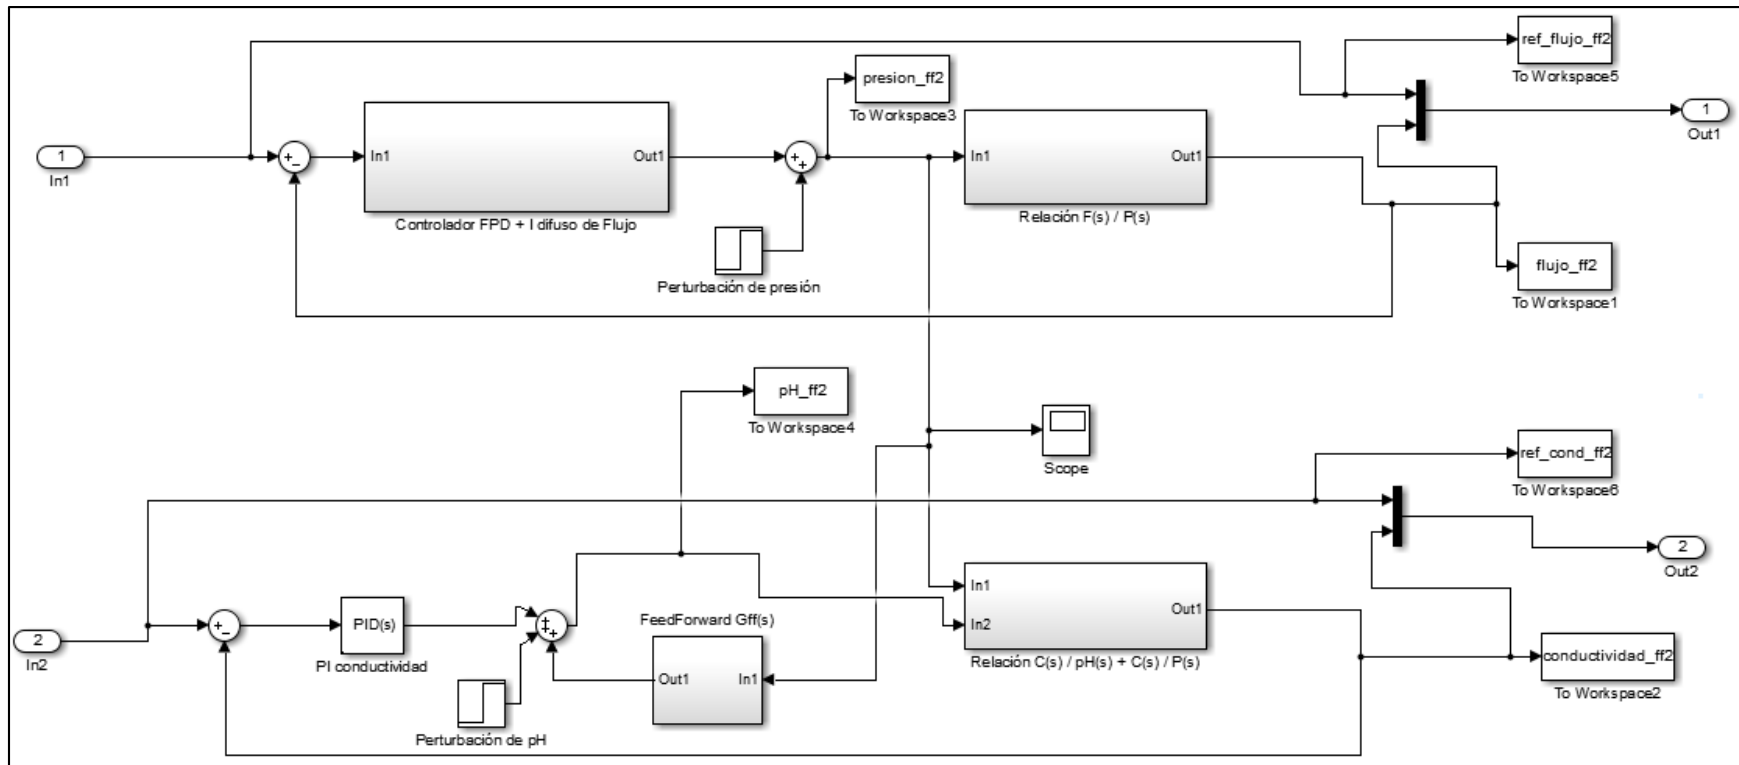 ref_flujo_ff2
To Workspace5
presion_ff2
To Workspace3
1
Out1
1
In1
+
−
In1
Out1
Controlador FPD + I difuso de Flujo
+
+
In1
Out1
Relación F(s) / P(s)
Perturbación de presión
flujo_ff2
To Workspace1
pH_ff2
To Workspace4
Scope
ref_cond_ff2
To Workspace6
2
Out2
2
In2
+
−
PID(s)
PI conductividad
+
+
+
FeedForward Gff(s)
Out1
In1
In1
In2
Out1
Relación C(s) / pH(s) + C(s) / P(s)
Perturbación de pH
conductividad_ff2
To Workspace2